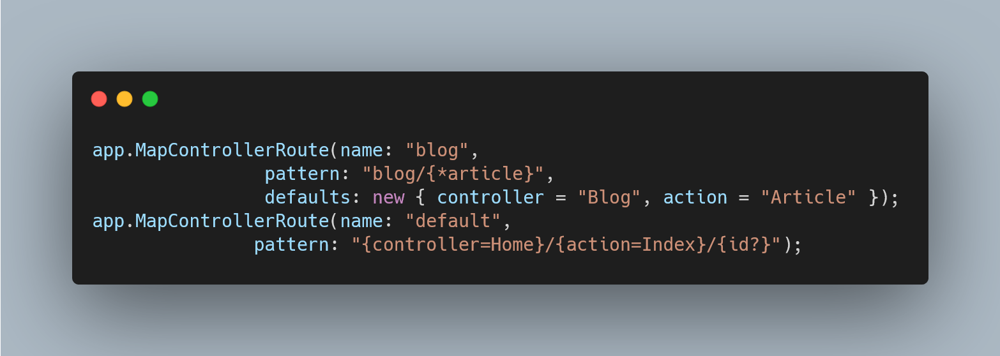 app.MapControllerRoute(name: "blog",
                pattern: "blog/{*article}",
                defaults: new { controller = "Blog", action = "Article" });
app.MapControllerRoute(name: "default",
               pattern: "{controller=Home}/{action=Index}/{id?}");